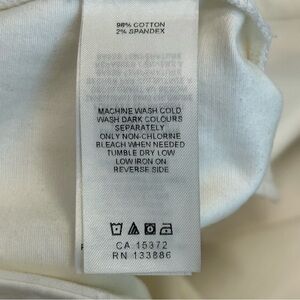 98% COTTON
2% SPANDEX
MACHINE WASH COLD
WASH DARK COLOURS
SEPARATELY
ONLY NON-CHLORINE
BLEACH WHEN NEEDED
TUMBLE DRY LOW
LOW IRON ON
REVERSE SIDE
CA 15372
RN 133886